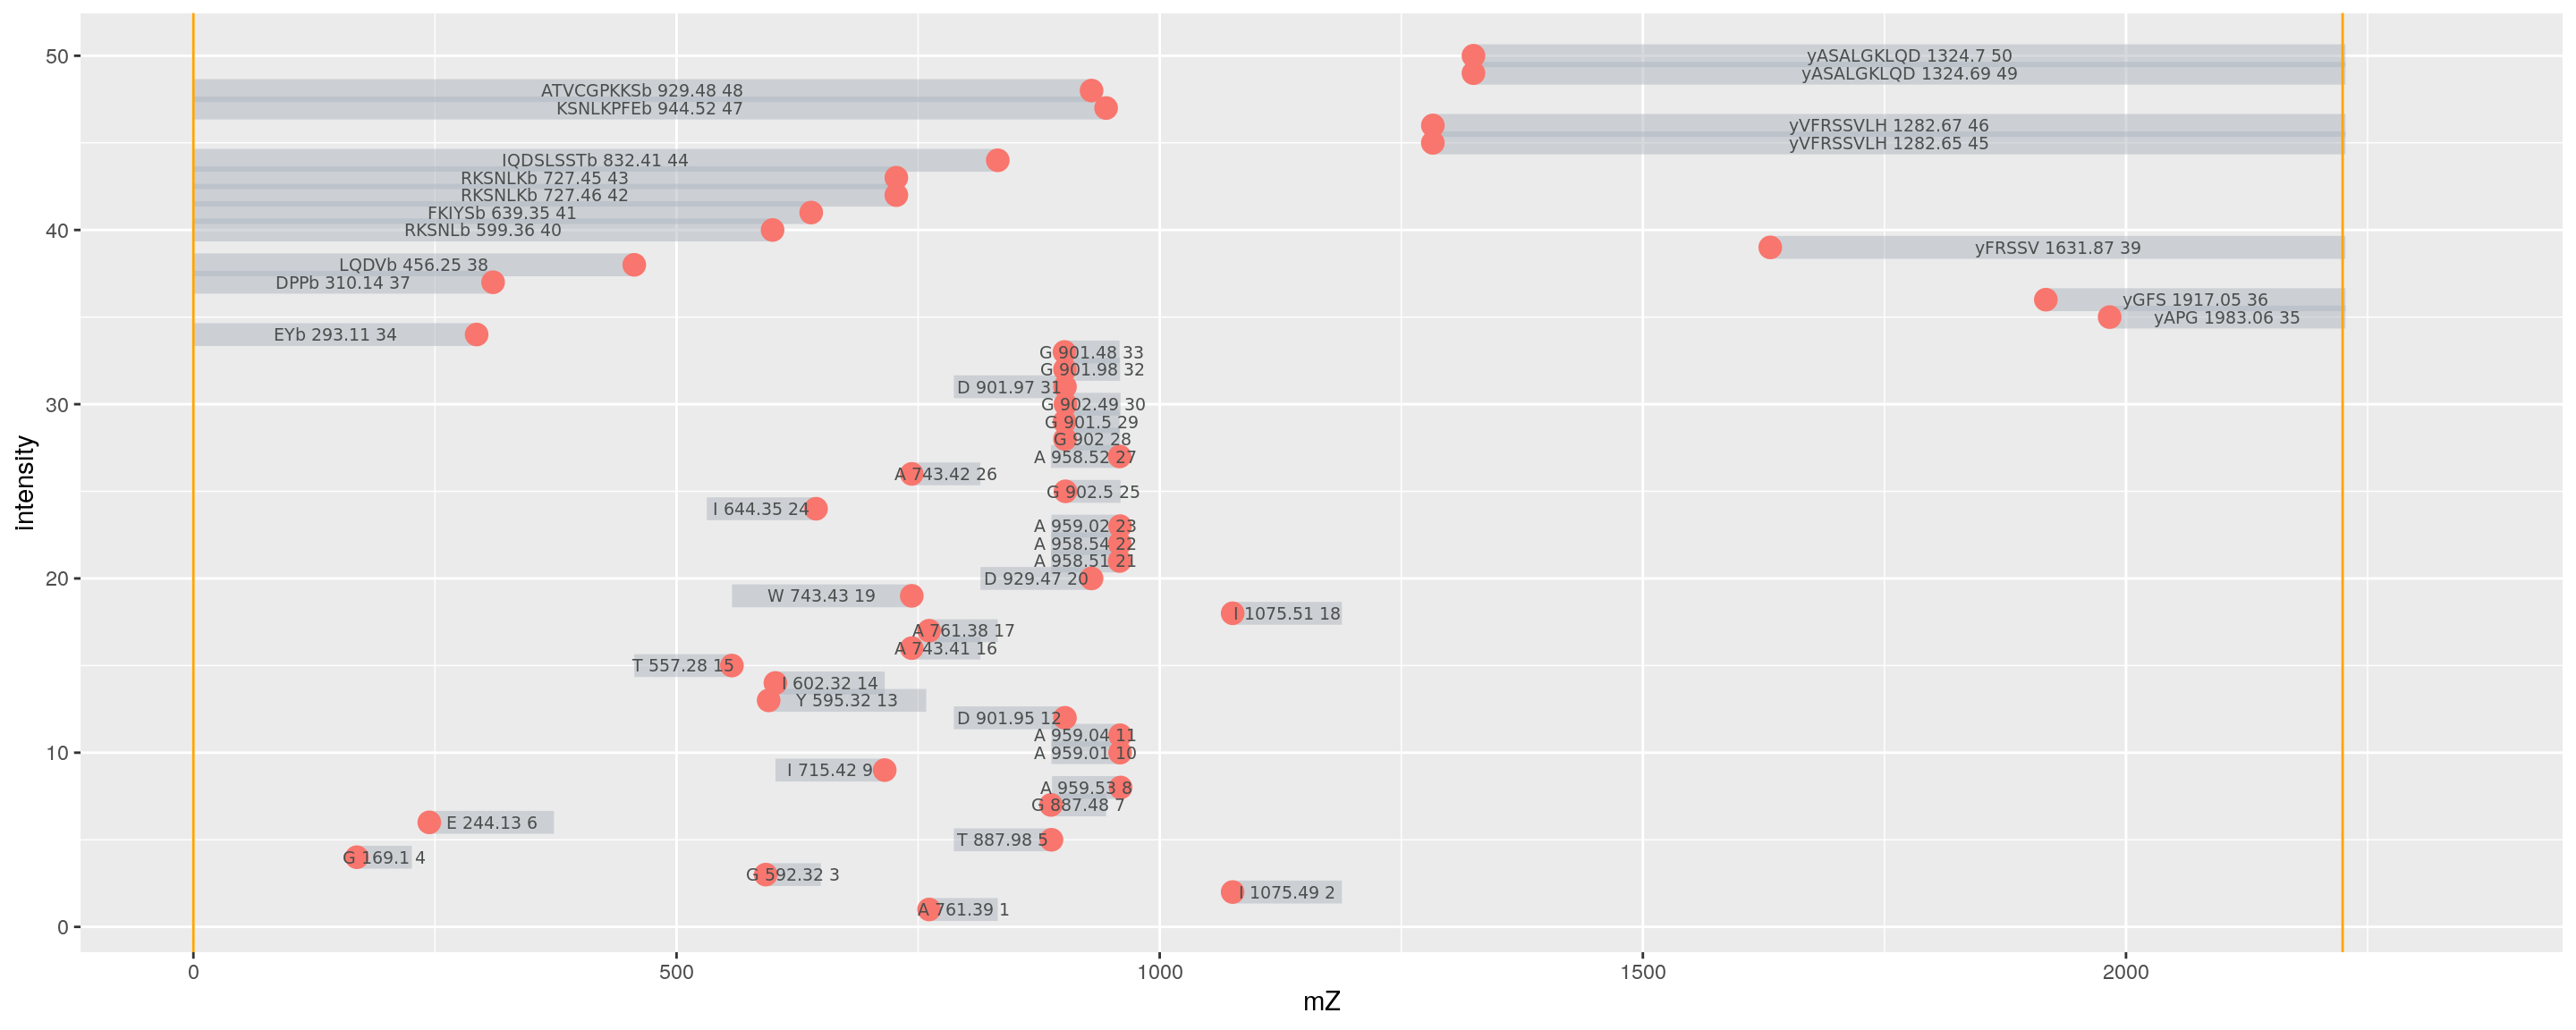 50
yASALGKLQD 1324.7 50
yASALGKLQD 1324.69 49
ATVCGPKKSb 929.48 48
KSNLKPFEb 944.52 47
yVFRSSVLH 1282.67 46
yVFRSSVLH 1282.65 45
IQDSLSSTb 832.41 44
RKSNLKb 727.45 43
RKSNLKb 727.46 42
FKIYSb 639.35 41
40
RKSNLb 599.36 40
yFRSSV 1631.87 39
LQDVb 456.25 38
DPPb 310.14 37
yGFS 1917.05 36
yAPG 1983.06 35
EYb 293.11 34
G 901.48 33
G 901.98 32
D 901.97 31
30
G 902.49 30
G 901.5 29
G 902 28
A 958.52 27
A 743.42 26
G 902.5 25
I 644.35 24
A 959.02 23
A 958.54 22
A 958.51 21
20
D 929.47 20
W 743.43 19
I 1075.51 18
A 761.38 17
A 743.41 16
T 557.28 15
I 602.32 14
Y 595.32 13
D 901.95 12
A 959.04 11
10
A 959.01 10
I 715.42 9
A 959.53 8
G 887.48 7
E 244.13 6
T 887.98 5
G 169.1 4
G 592.32 3
I 1075.49 2
A 761.39 1
0
intensity
0 500 1000 1500 2000
mZ